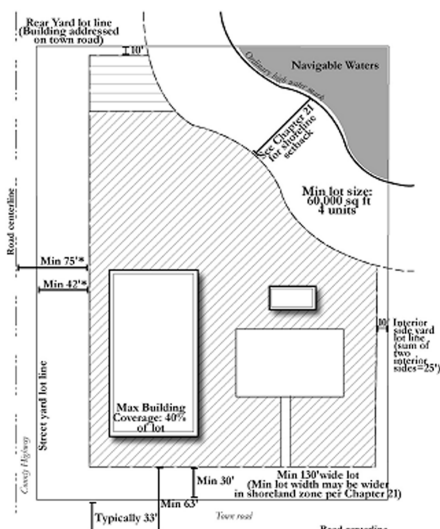 Rear Yard lot line
(Building addressed
on town road)
10'
Ordinary high water mark
Navigable Waters
See Chapter 21
for shoreline
setback
Min lot size:
60,000 sq ft
4 units
Road centerline
Min 75'*
Min 42'*
10'
Interior
side yard
lot line
(sum of
two
interior
sides=25')
Street yard lot line
Max Building
Coverage: 40%
of lot
County Highway
Min 30'
Min 130'wide lot
(Min lot width may be wider
in shoreland zone per Chapter 21)
Min 63'
Typically 33'
Town road
Road centerline